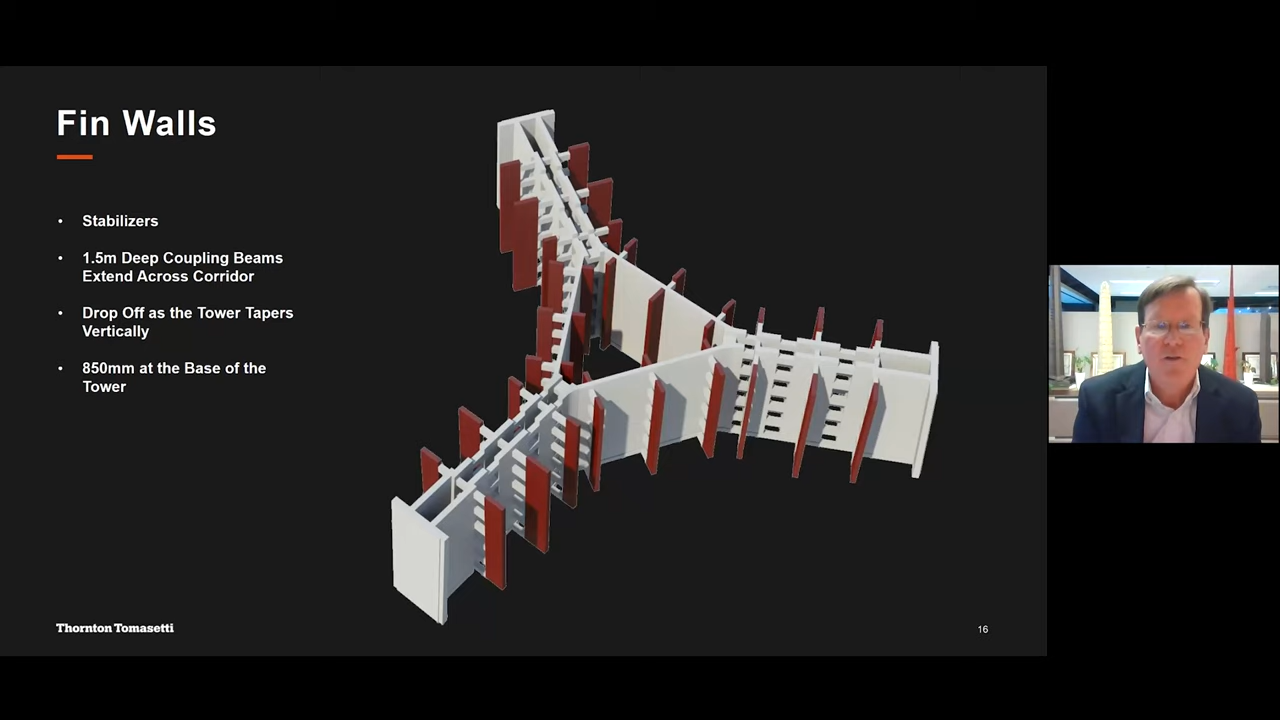 Fin Walls
• Stabilizers
• 1.5m Deep Coupling Beams
Extend Across Corridor
• Drop Off as the Tower Tapers
Vertically
• 850mm at the Base of the
Tower
Thornton Tomasetti
16